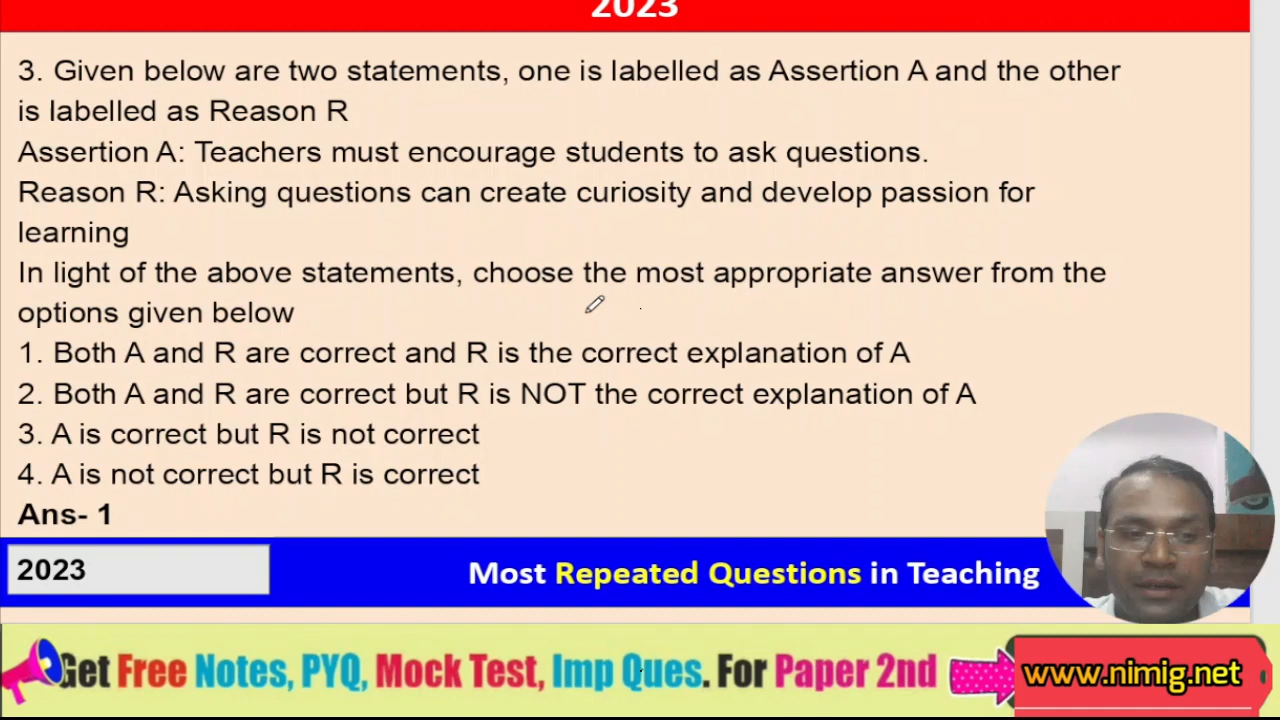 2023
3. Given below are two statements, one is labelled as Assertion A and the other
is labelled as Reason R
Assertion A: Teachers must encourage students to ask questions.
Reason R: Asking questions can create curiosity and develop passion for
learning
In light of the above statements, choose the most appropriate answer from the
options given below
1. Both A and R are correct and R is the correct explanation of A
2. Both A and R are correct but R is NOT the correct explanation of A
3. A is correct but R is not correct
4. A is not correct but R is correct
Ans- 1
2023
Most Repeated Questions in Teaching
Get Free Notes, PYQ, Mock Test, Imp Ques. For Paper 2nd
www.nimig.net